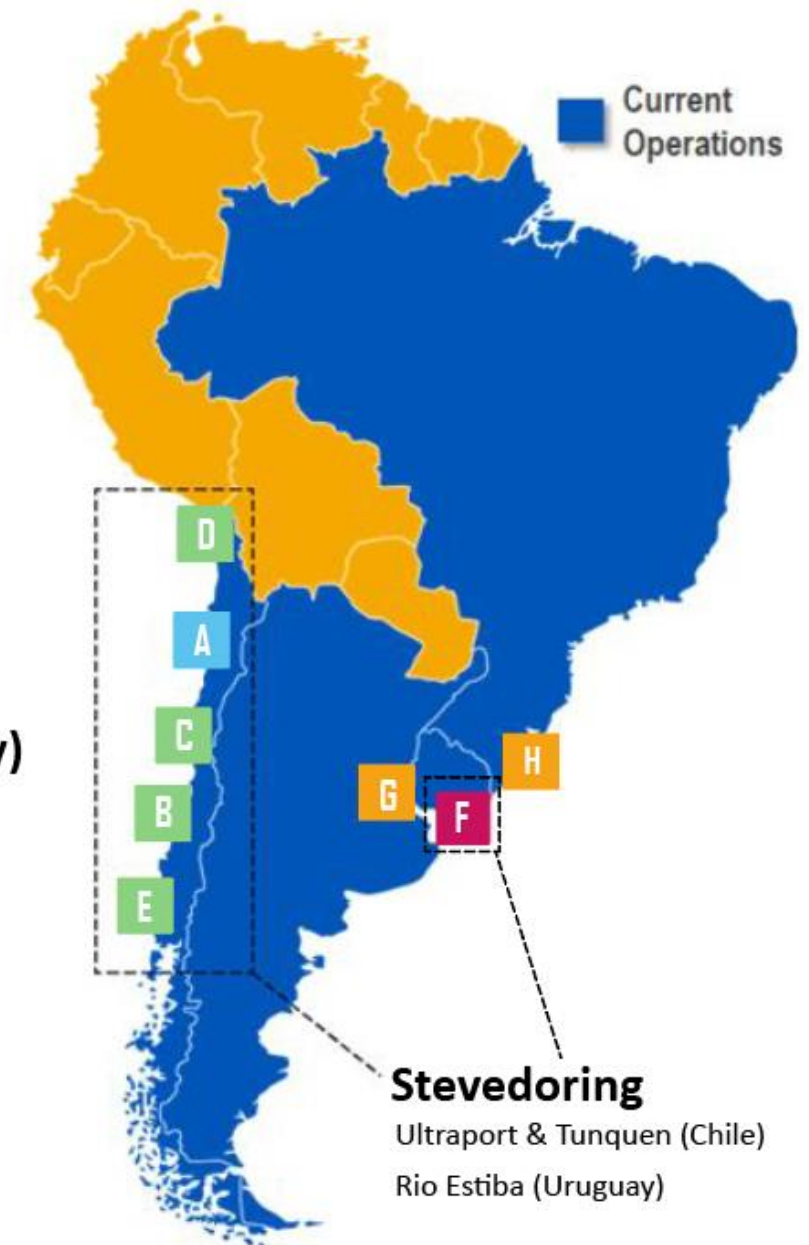 Current
Operations
D
A
C
y)
H
G
B
F
E
Stevedoring
Ultraport & Tunquen (Chile)
Rio Estiba (Uruguay)